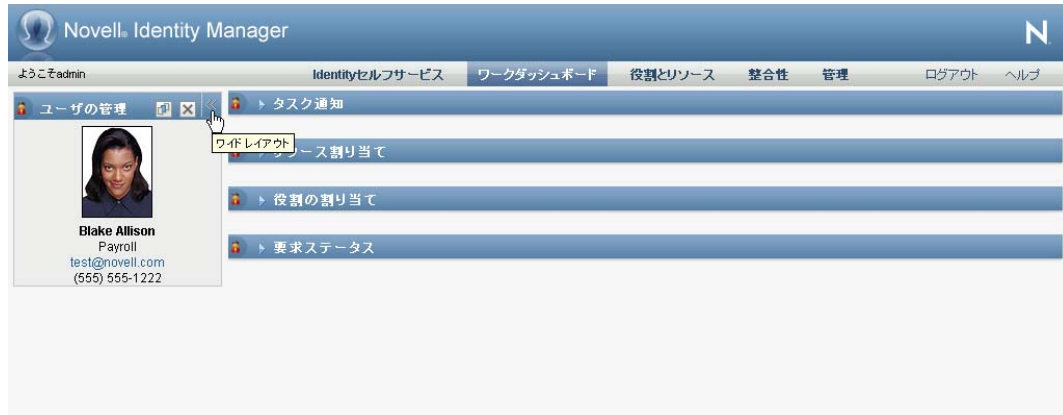 Novell® Identity Manager
N
ようこそadmin
Identityセルフサービス ワークダッシュボード 役割とリソース 整合性 管理 ログアウト ヘルプ
ユーザの管理
タスク通知
ワイド レイアウト
ソース割り当て
役割の割り当て
Blake Allison
Payroll
要求ステータス
test@novell.com
(555) 555-1222